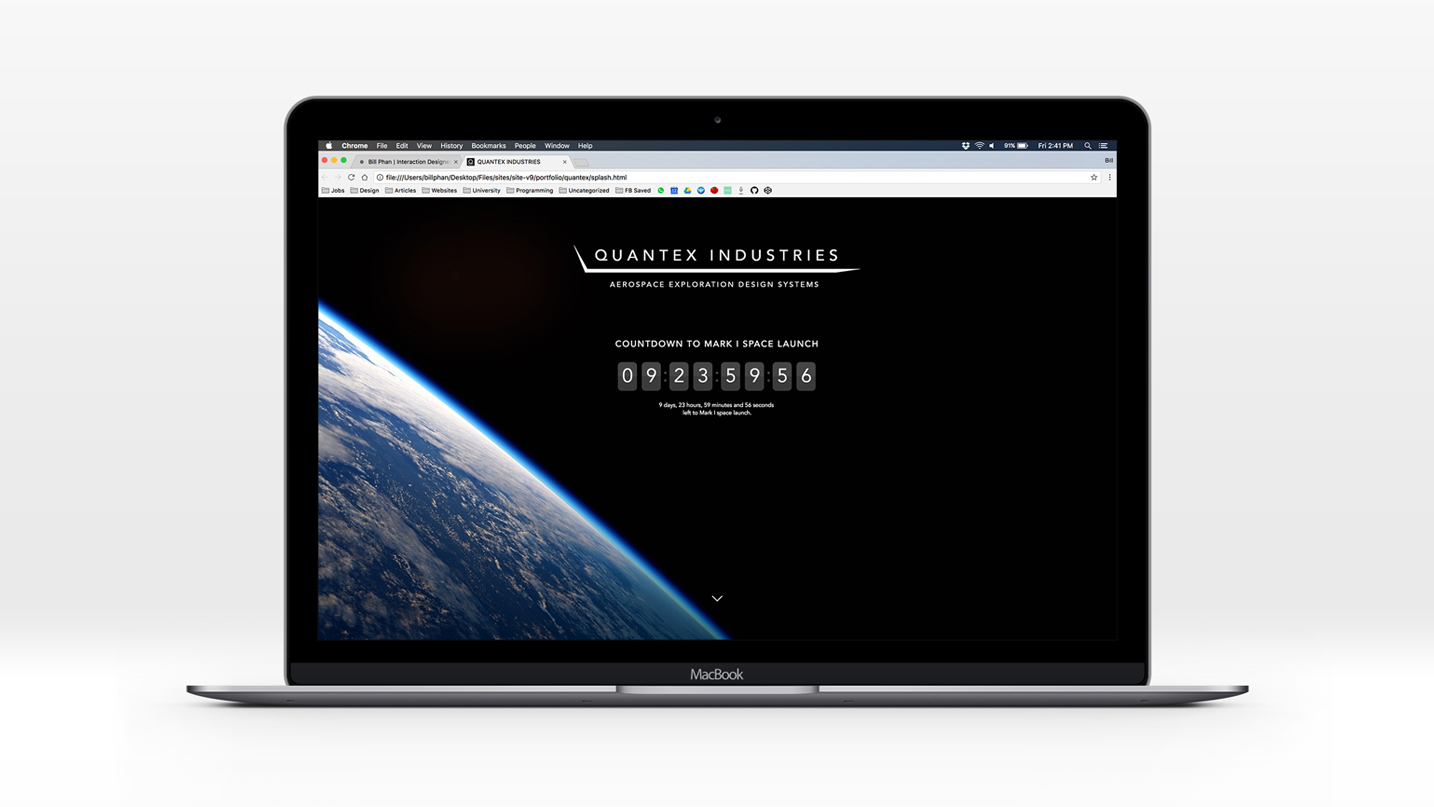 Chrome File Edit View History Bookmarks People Window Help 91% Fri 2:41 PM
Bill Phan | Interaction Designe × QUANTEX INDUSTRIES × Bill
file:///Users/billphan/Desktop/Files/sites/site-v9/portfolio/quantex/splash.html
Jobs Design Articles Websites University Programming Uncategorized FB Saved
QUANTEX INDUSTRIES
AEROSPACE EXPLORATION DESIGN SYSTEMS
COUNTDOWN TO MARK I SPACE LAUNCH
09:23:59:56
9 days, 23 hours, 59 minutes and 56 seconds
left to Mark I space launch.
MacBook